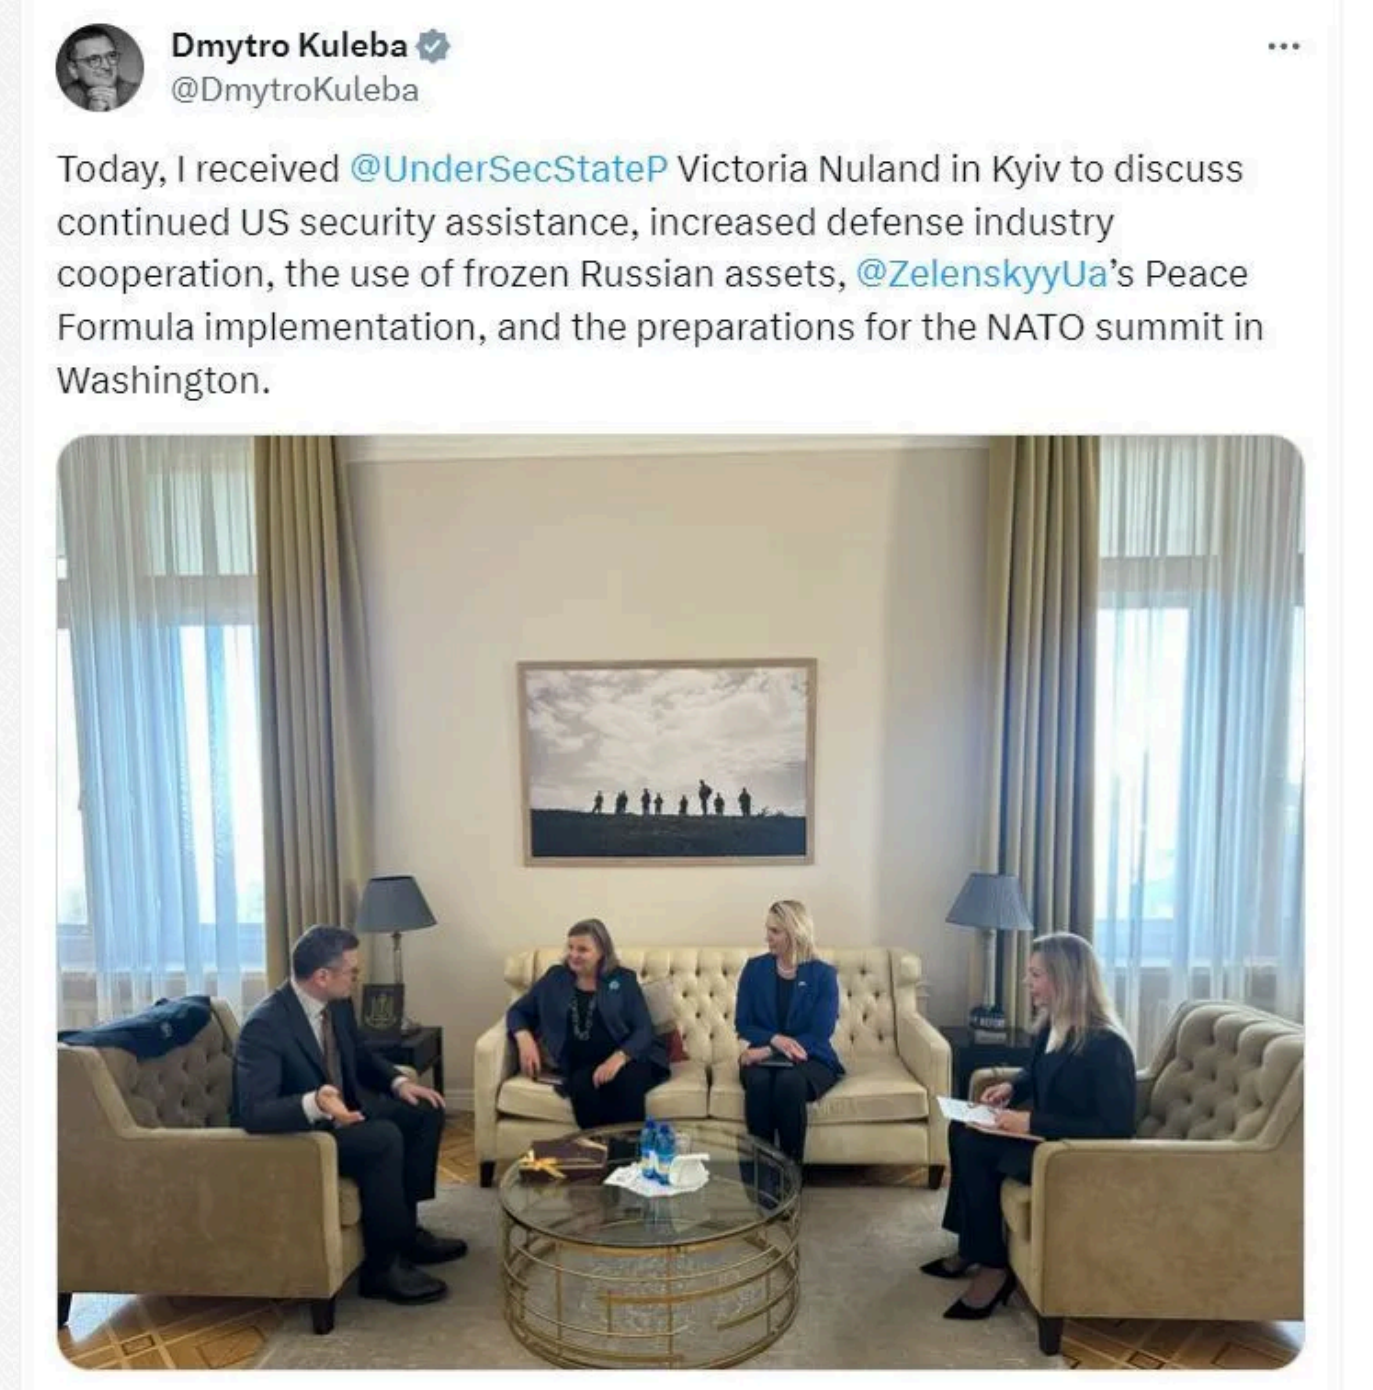 Dmytro Kuleba
@DmytroKuleba
Today, I received @UnderSecStateP Victoria Nuland in Kyiv to discuss
continued US security assistance, increased defense industry
cooperation, the use of frozen Russian assets, @ZelenskyyUa’s Peace
Formula implementation, and the preparations for the NATO summit in
Washington.